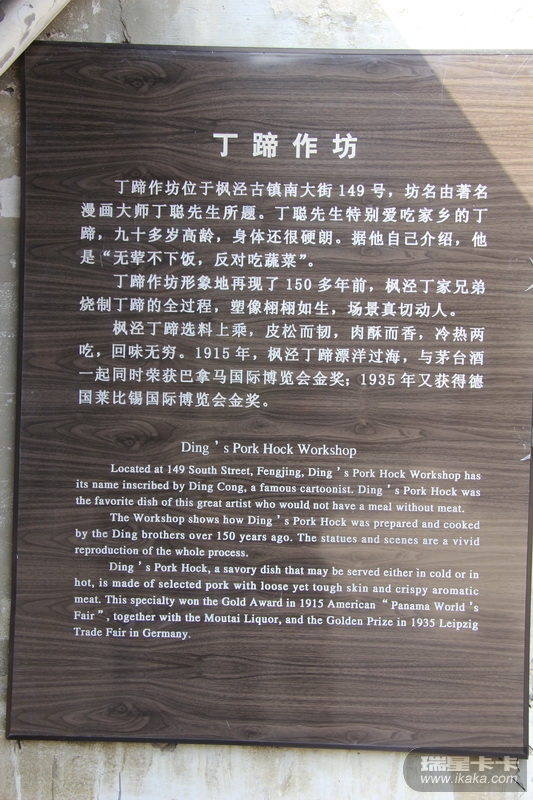 丁蹄作坊
丁蹄作坊位于枫泾古镇南大街149号，坊名由著名
漫画大师丁聪先生所题。丁聪先生特别爱吃家乡的丁
蹄，九十多岁高龄，身体还很硬朗。据他自己介绍，他
是“无荤不下饭，反对吃蔬菜”。
丁蹄作坊形象地再现了150多年前，枫泾丁家兄弟
烧制丁蹄的全过程，塑像栩栩如生，场景真切动人。
枫泾丁蹄选料上乘，皮松而韧，肉酥而香，冷热两
吃，回味无穷。1915年，枫泾丁蹄漂洋过海，与茅台酒
一起同时荣获巴拿马国际博览会金奖；1935年又获得德
国莱比锡国际博览会金奖。
Ding ’s Pork Hock Workshop
Located at 149 South Street, Fengjing, Ding ’s Pork Hock Workshop has
its name inscribed by Ding Cong, a famous cartoonist. Ding ’s Pork Hock was
the favorite dish of this great artist who would not have a meal without meat.
The Workshop shows how Ding ’s Pork Hock was prepared and cooked
by the Ding brothers over 150 years ago. The statues and scenes are a vivid
reproduction of the whole process.
Ding ’s Pork Hock, a savory dish that may be served either in cold or in
hot, is made of selected pork with loose yet tough skin and crispy aromatic
meat. This specialty won the Gold Award in 1915 American “Panama World ’s
Fair”, together with the Moutai Liquor, and the Golden Prize in 1935 Leipzig
Trade Fair in Germany.
瑞星卡卡
www.ikaka.com